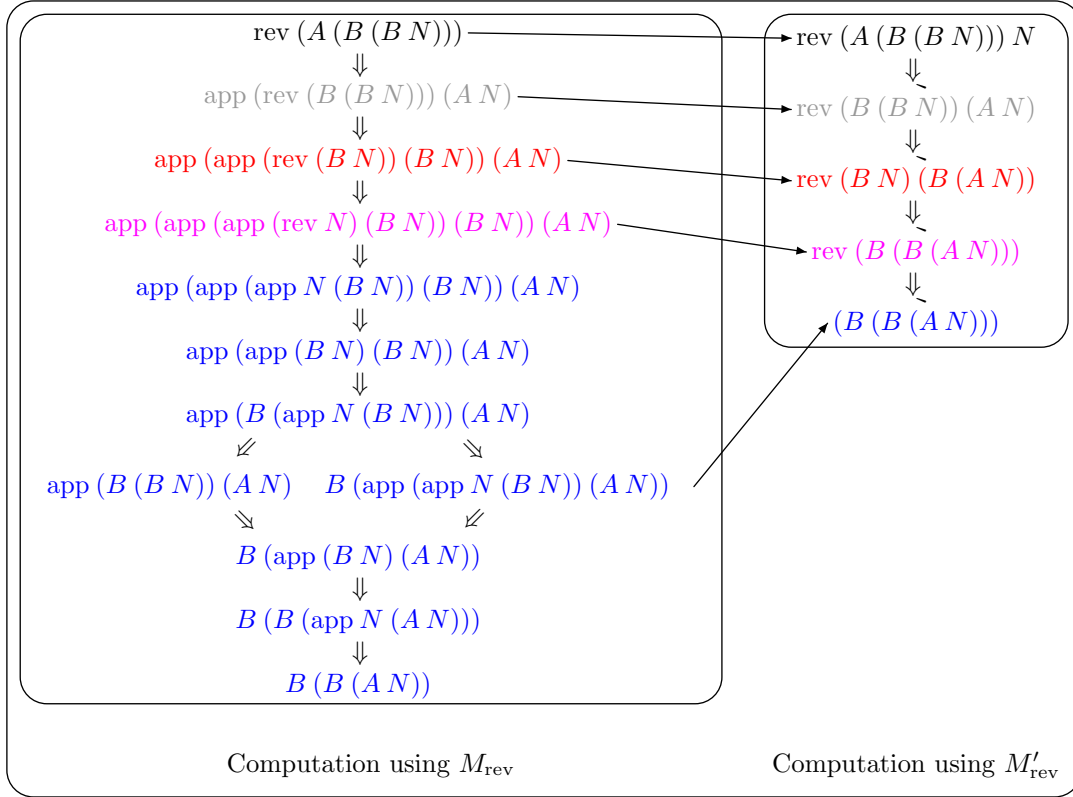 rev (A (B (B N)))
⇓
app (rev (B (B N))) (A N)
⇓
app (app (rev (B N)) (B N)) (A N)
⇓
app (app (app (rev N) (B N)) (B N)) (A N)
⇓
app (app (app N (B N)) (B N)) (A N)
⇓
app (app (B N) (B N)) (A N)
⇓
app (B (app N (B N))) (A N)
⇙ ⇘
app (B (B N)) (A N) B (app (app N (B N)) (A N))
⇘ ⇙
B (app (B N) (A N))
⇓
B (B (app N (A N)))
⇓
B (B (A N))
Computation using M_rev
rev (A (B (B N))) N
⇓
rev (B (B N)) (A N)
⇓
rev (B N) (B (A N))
⇓
rev (B (B (A N)))
⇓
(B (B (A N)))
Computation using M′_rev